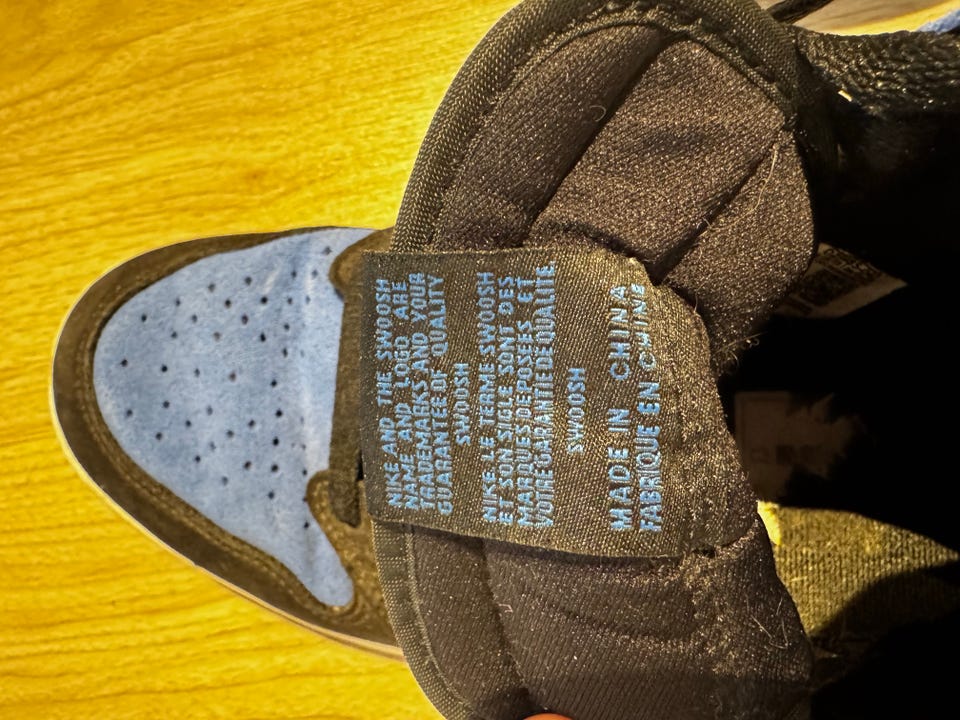 NIKE AND THE SWOOSH
NAME AND LOGO ARE
TRADEMARKS AND YOUR
GUARANTEE OF QUALITY
SWOOSH
NIKE LE TERME SWOOSH
ET SON SIGLE SONT DES
MARQUES DEPOSEES ET
VOTRE GARANTIE DE QUALITE.
SWOOSH
MADE IN CHINA
FABRIQUE EN CHINE